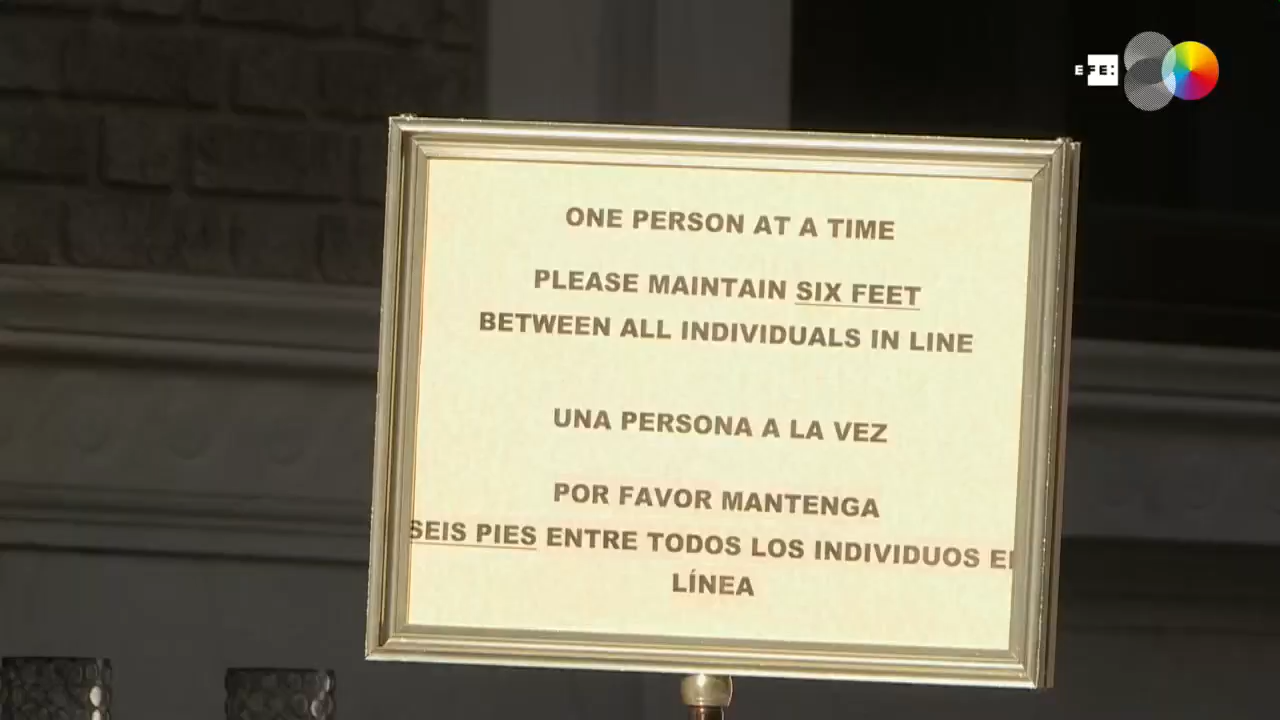 EFE:
ONE PERSON AT A TIME
PLEASE MAINTAIN SIX FEET
BETWEEN ALL INDIVIDUALS IN LINE
UNA PERSONA A LA VEZ
POR FAVOR MANTENGA
SEIS PIES ENTRE TODOS LOS INDIVIDUOS EN
LÍNEA